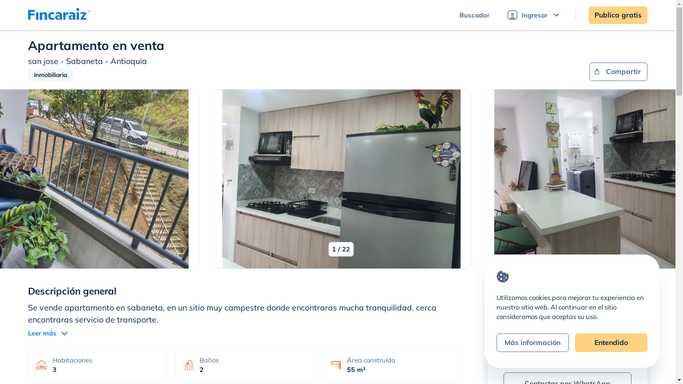 Fincaraiz
Buscador
Ingresar
Publica gratis
Apartamento en venta
san jose - Sabaneta - Antioquia
Inmobiliaria
Compartir
1 / 22
Descripción general
Se vende apartamento en sabaneta, en un sitio muy campestre donde encontraras mucha tranquilidad. cerca
encontraras servicio de transporte.
Leer más
Habitaciones
3
Baños
2
Área construida
55 m²
Utilizamos cookies para mejorar tu experiencia en
nuestro sitio web. Al continuar en el sitio
consideramos que aceptas su uso.
Más información
Entendido
Contactar por WhatsApp